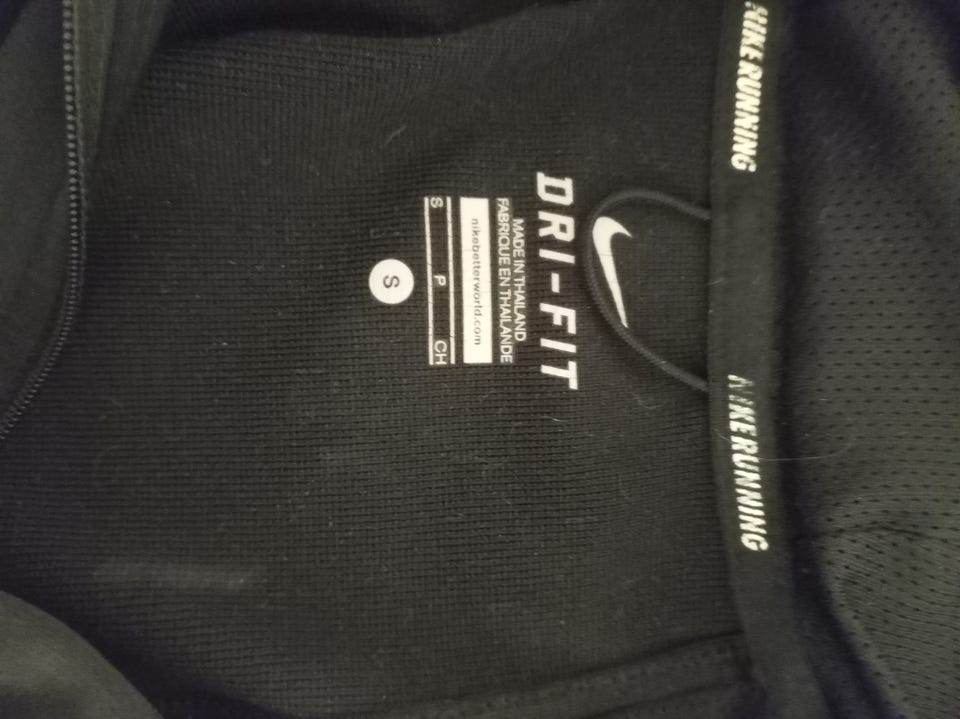 NIKE RUNNING
NIKE RUNNING
DRI-FIT
MADE IN THAILAND
FABRIQUE EN THAILANDE
nikebetterworld.com
S P CH
S